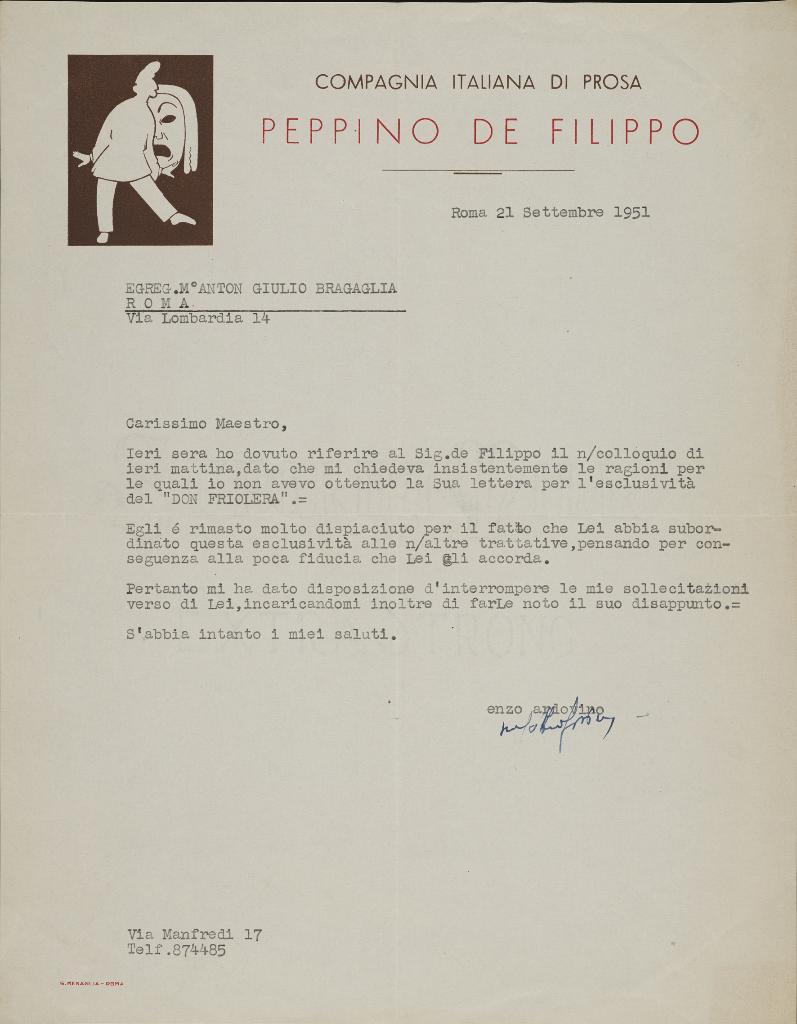 COMPAGNIA ITALIANA DI PROSA
PEPPINO DE FILIPPO
Roma 21 Settembre 1951
EGREG.M°ANTON GIULIO BRAGAGLIA
R O M A
Via Lombardia 14
Carissimo Maestro,
Ieri sera ho dovuto riferire al Sig.de Filippo il n/colloquio di
ieri mattina,dato che mi chiedeva insistentemente le ragioni per
le quali io non avevo ottenuto la Sua lettera per l'esclusività
del "DON FRIOLERA".=
Egli é rimasto molto dispiaciuto per il fatto che Lei abbia subor-
dinato questa esclusività alle n/altre trattative,pensando per con-
seguenza alla poca fiducia che Lei gli accorda.
Pertanto mi ha dato disposizione d'interrompere le mie sollecitazioni
verso di Lei,incaricandomi inoltre di farLe noto il suo disappunto.=
S'abbia intanto i miei saluti.
enzo ardovino
Via Manfredi 17
Telf.874485